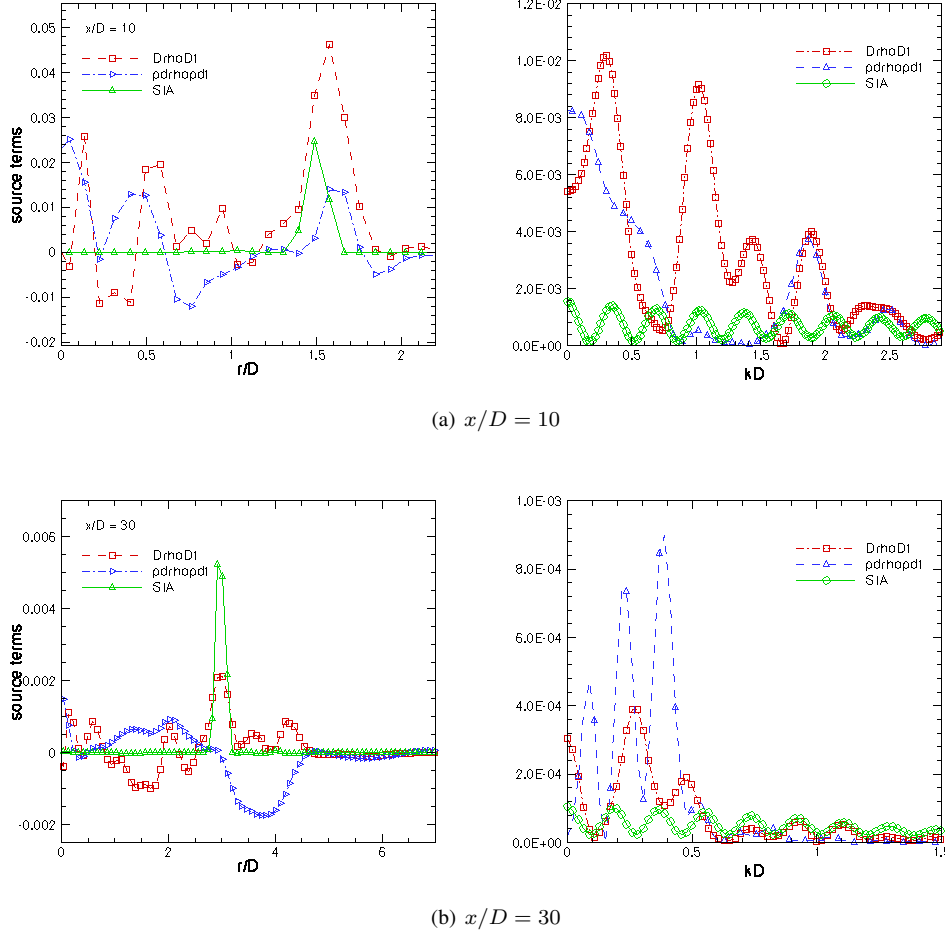 x/D = 10
DrhoD1
pdrhopd1
SIA
source terms
0.05
0.04
0.03
0.02
0.01
0
-0.01
-0.02
0 0.5 1 1.5 2
r/D
DrhoD1
pdrhopd1
SIA
1.2E-02
1.0E-02
8.0E-03
6.0E-03
4.0E-03
2.0E-03
0.0E+00
0 0.5 1 1.5 2 2.5
kD
(a) x/D = 10
x/D = 30
DrhoD1
pdrhopd1
SIA
source terms
0.006
0.004
0.002
0
-0.002
0 2 4 6
r/D
DrhoD1
pdrhopd1
SIA
1.0E-03
8.0E-04
6.0E-04
4.0E-04
2.0E-04
0.0E+00
0 0.5 1 1.5
kD
(b) x/D = 30